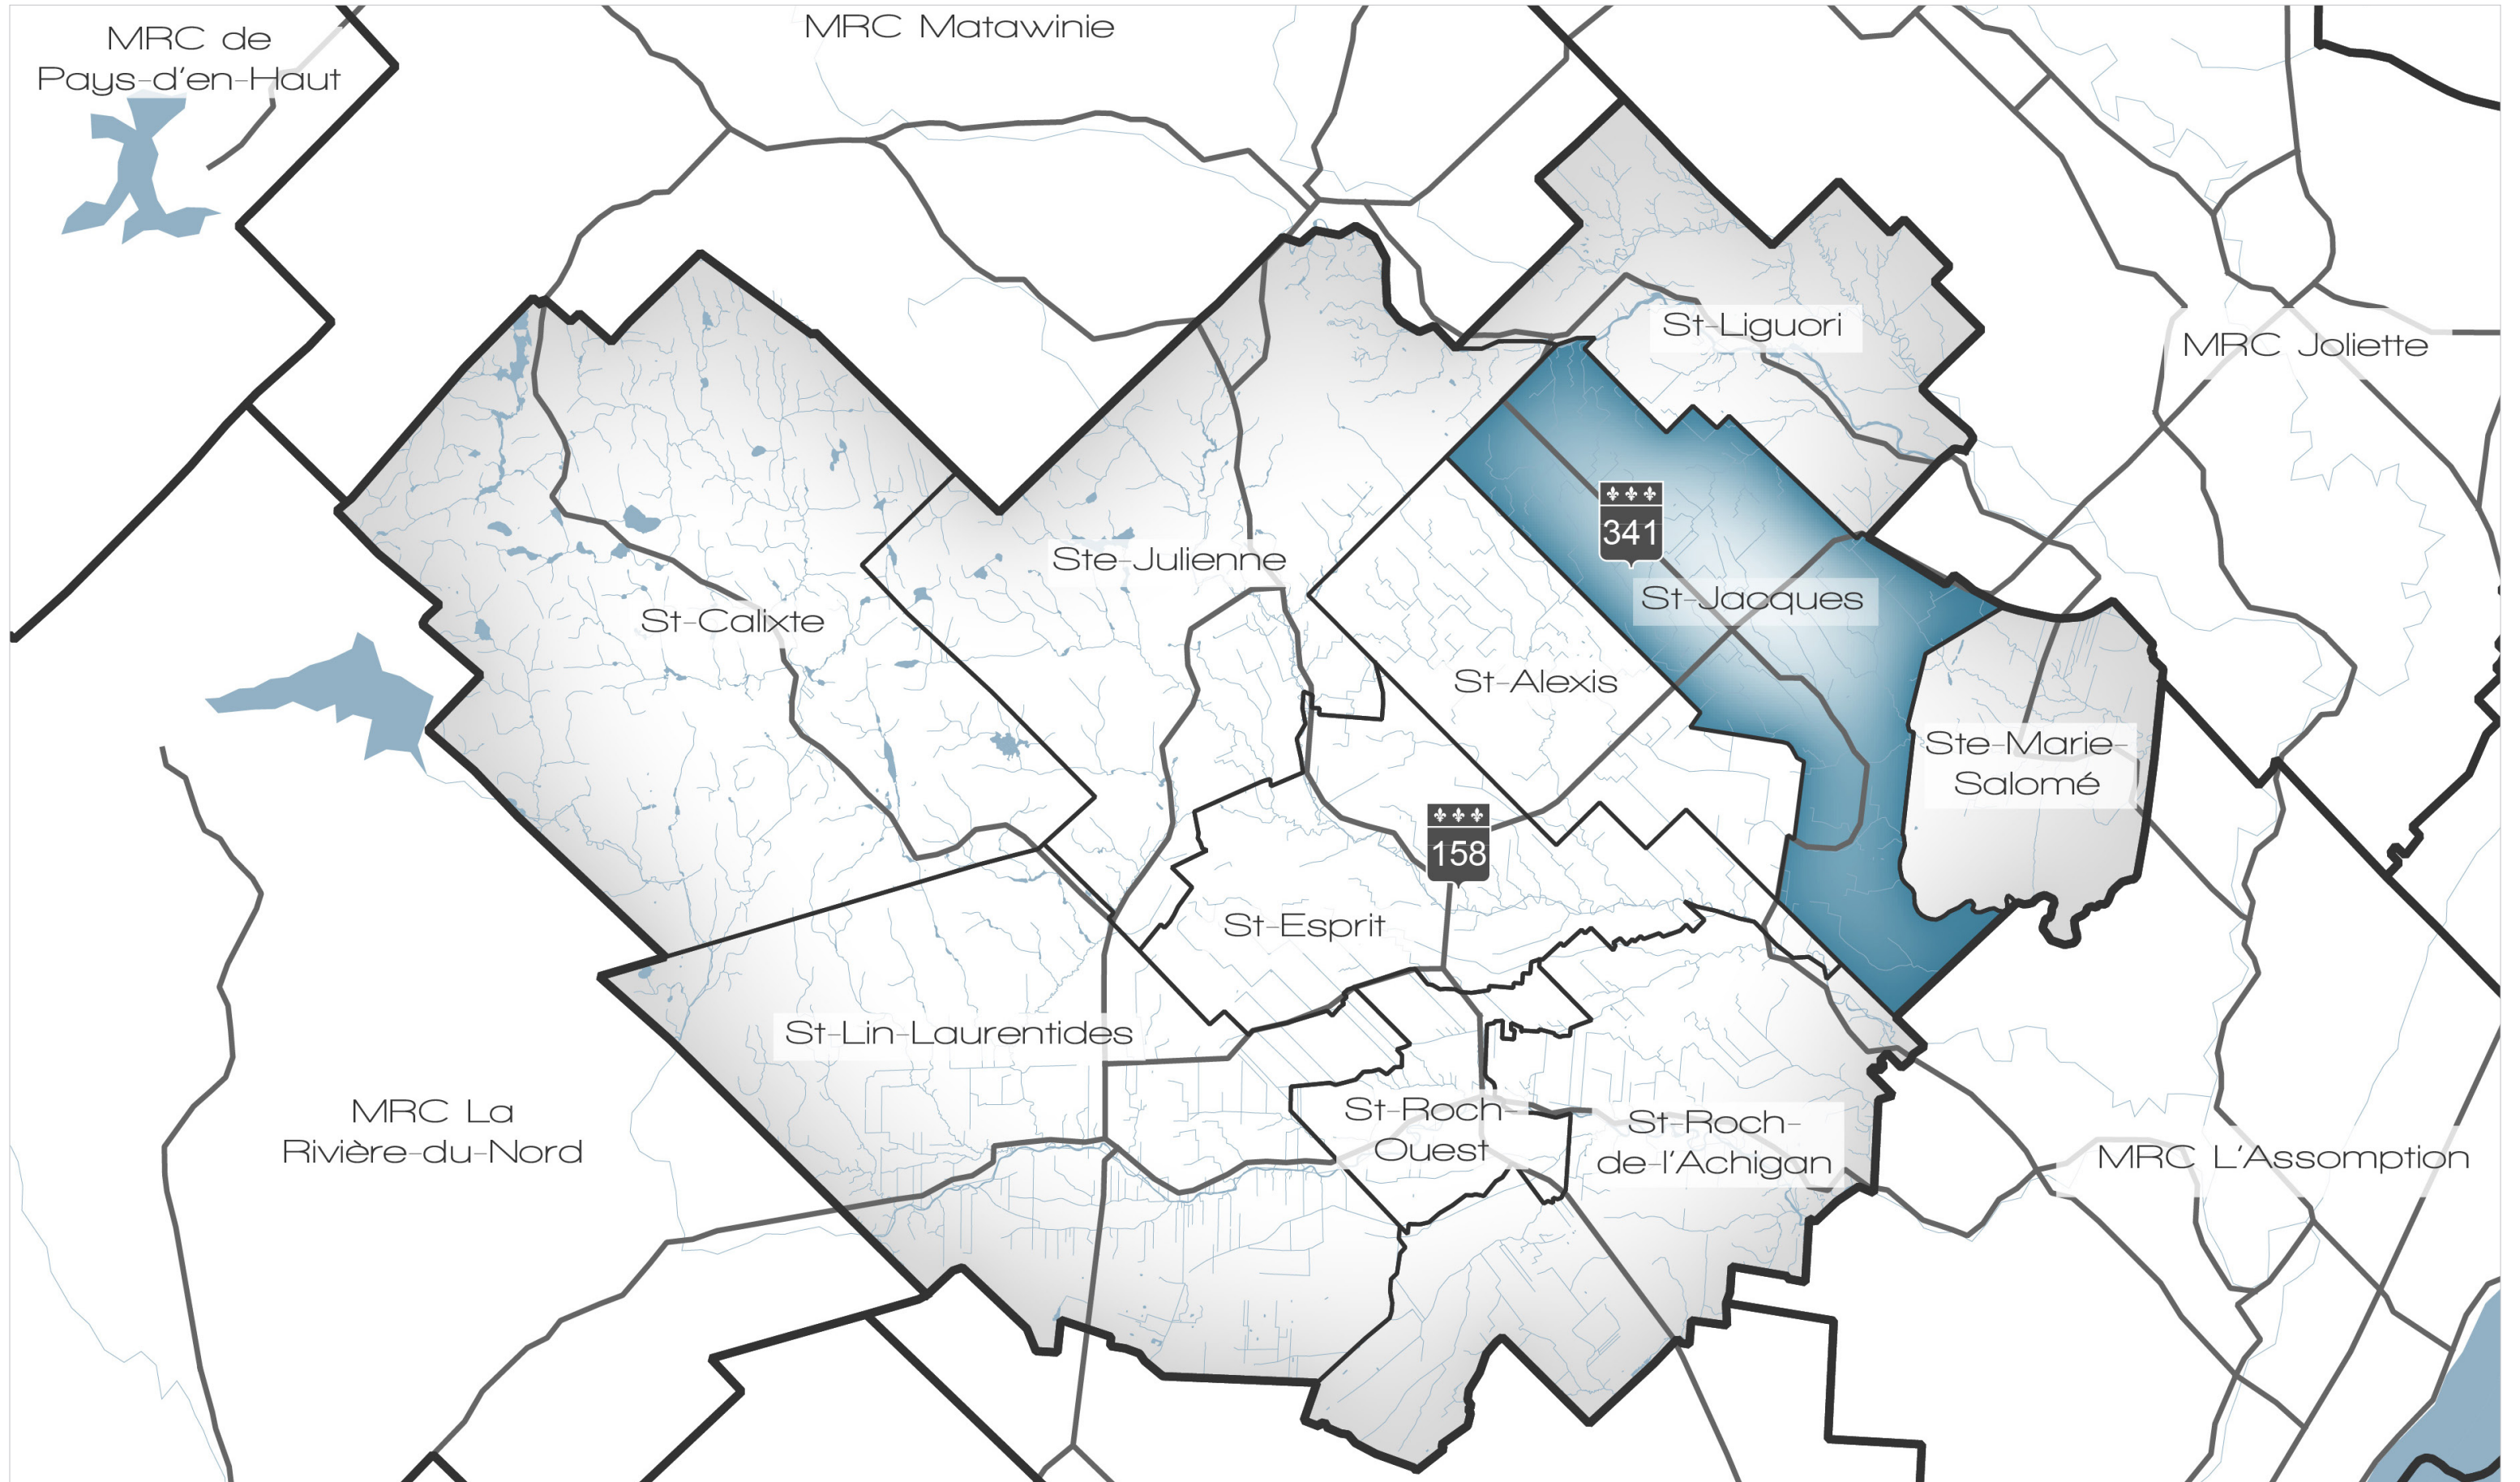 MRC de
Pays-d'en-Haut
MRC Matawinie
St-Liguori
MRC Joliette
341
Ste-Julienne
St-Jacques
St-Calixte
St-Alexis
Ste-Marie-
Salomé
158
St-Esprit
St-Lin-Laurentides
MRC La
Rivière-du-Nord
St-Roch-
Ouest
St-Roch-
de-l'Achigan
MRC L'Assomption